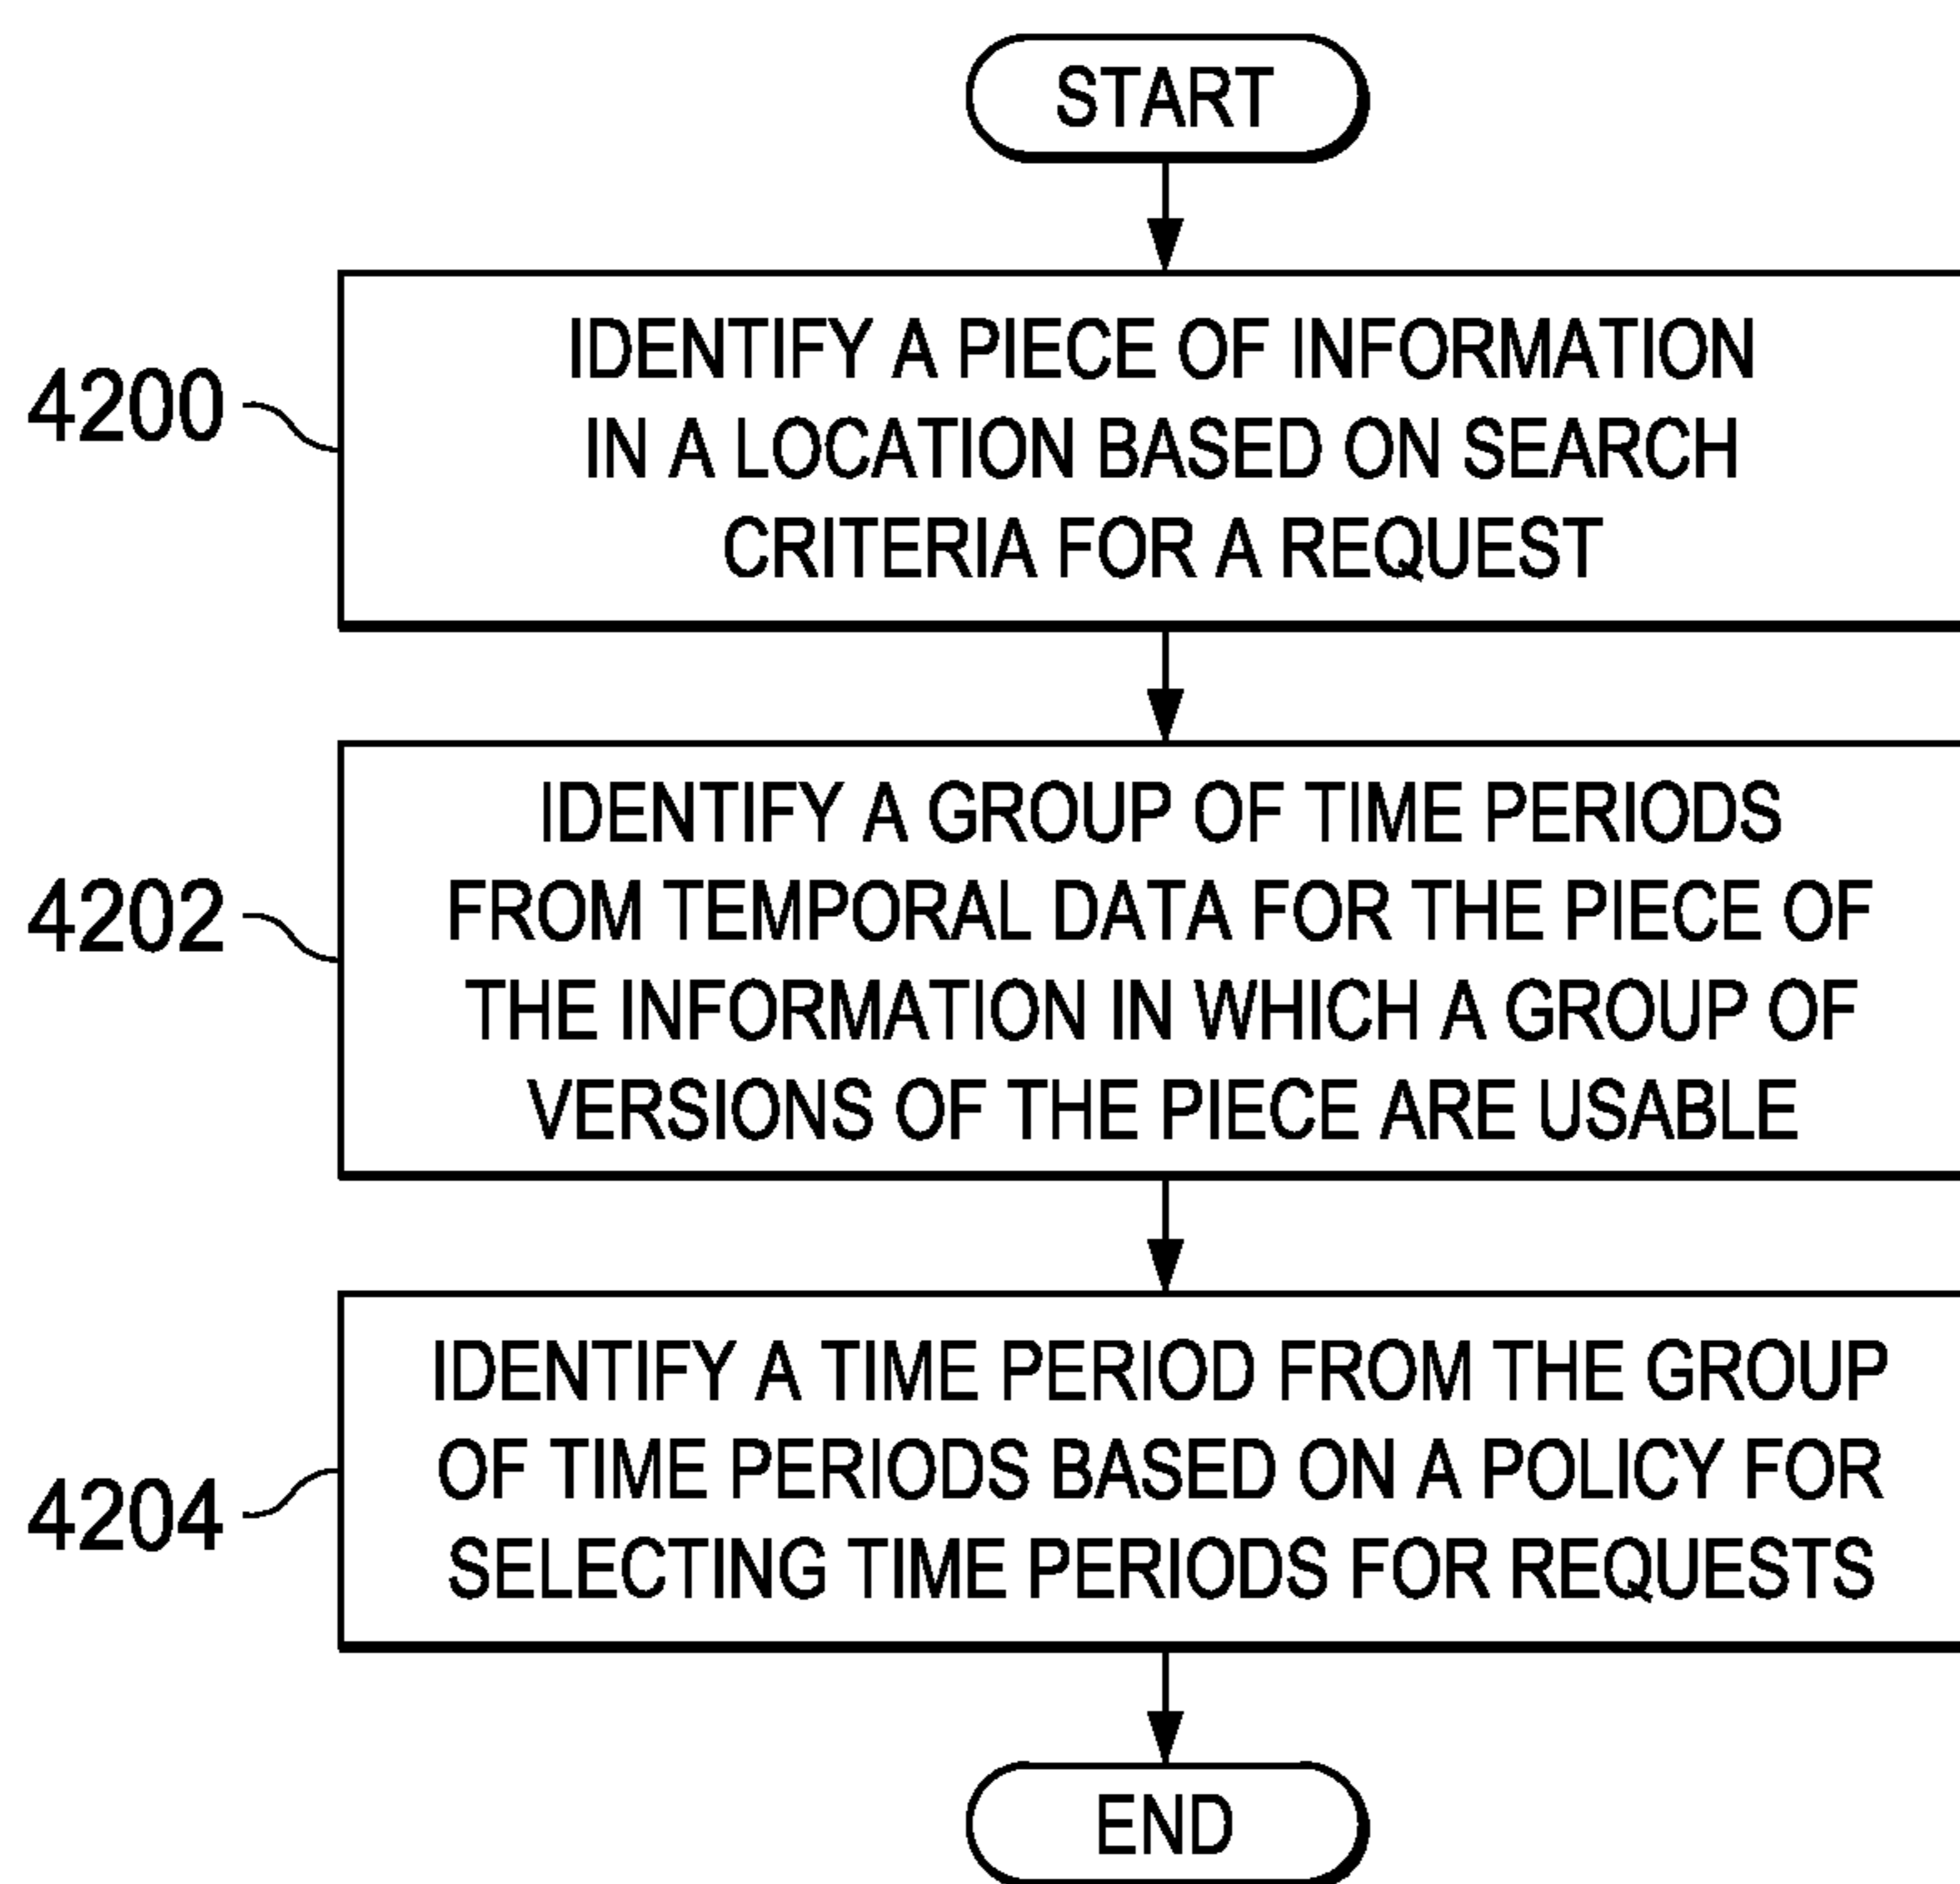 START
4200
IDENTIFY A PIECE OF INFORMATION
IN A LOCATION BASED ON SEARCH
CRITERIA FOR A REQUEST
4202
IDENTIFY A GROUP OF TIME PERIODS
FROM TEMPORAL DATA FOR THE PIECE OF
THE INFORMATION IN WHICH A GROUP OF
VERSIONS OF THE PIECE ARE USABLE
4204
IDENTIFY A TIME PERIOD FROM THE GROUP
OF TIME PERIODS BASED ON A POLICY FOR
SELECTING TIME PERIODS FOR REQUESTS
END